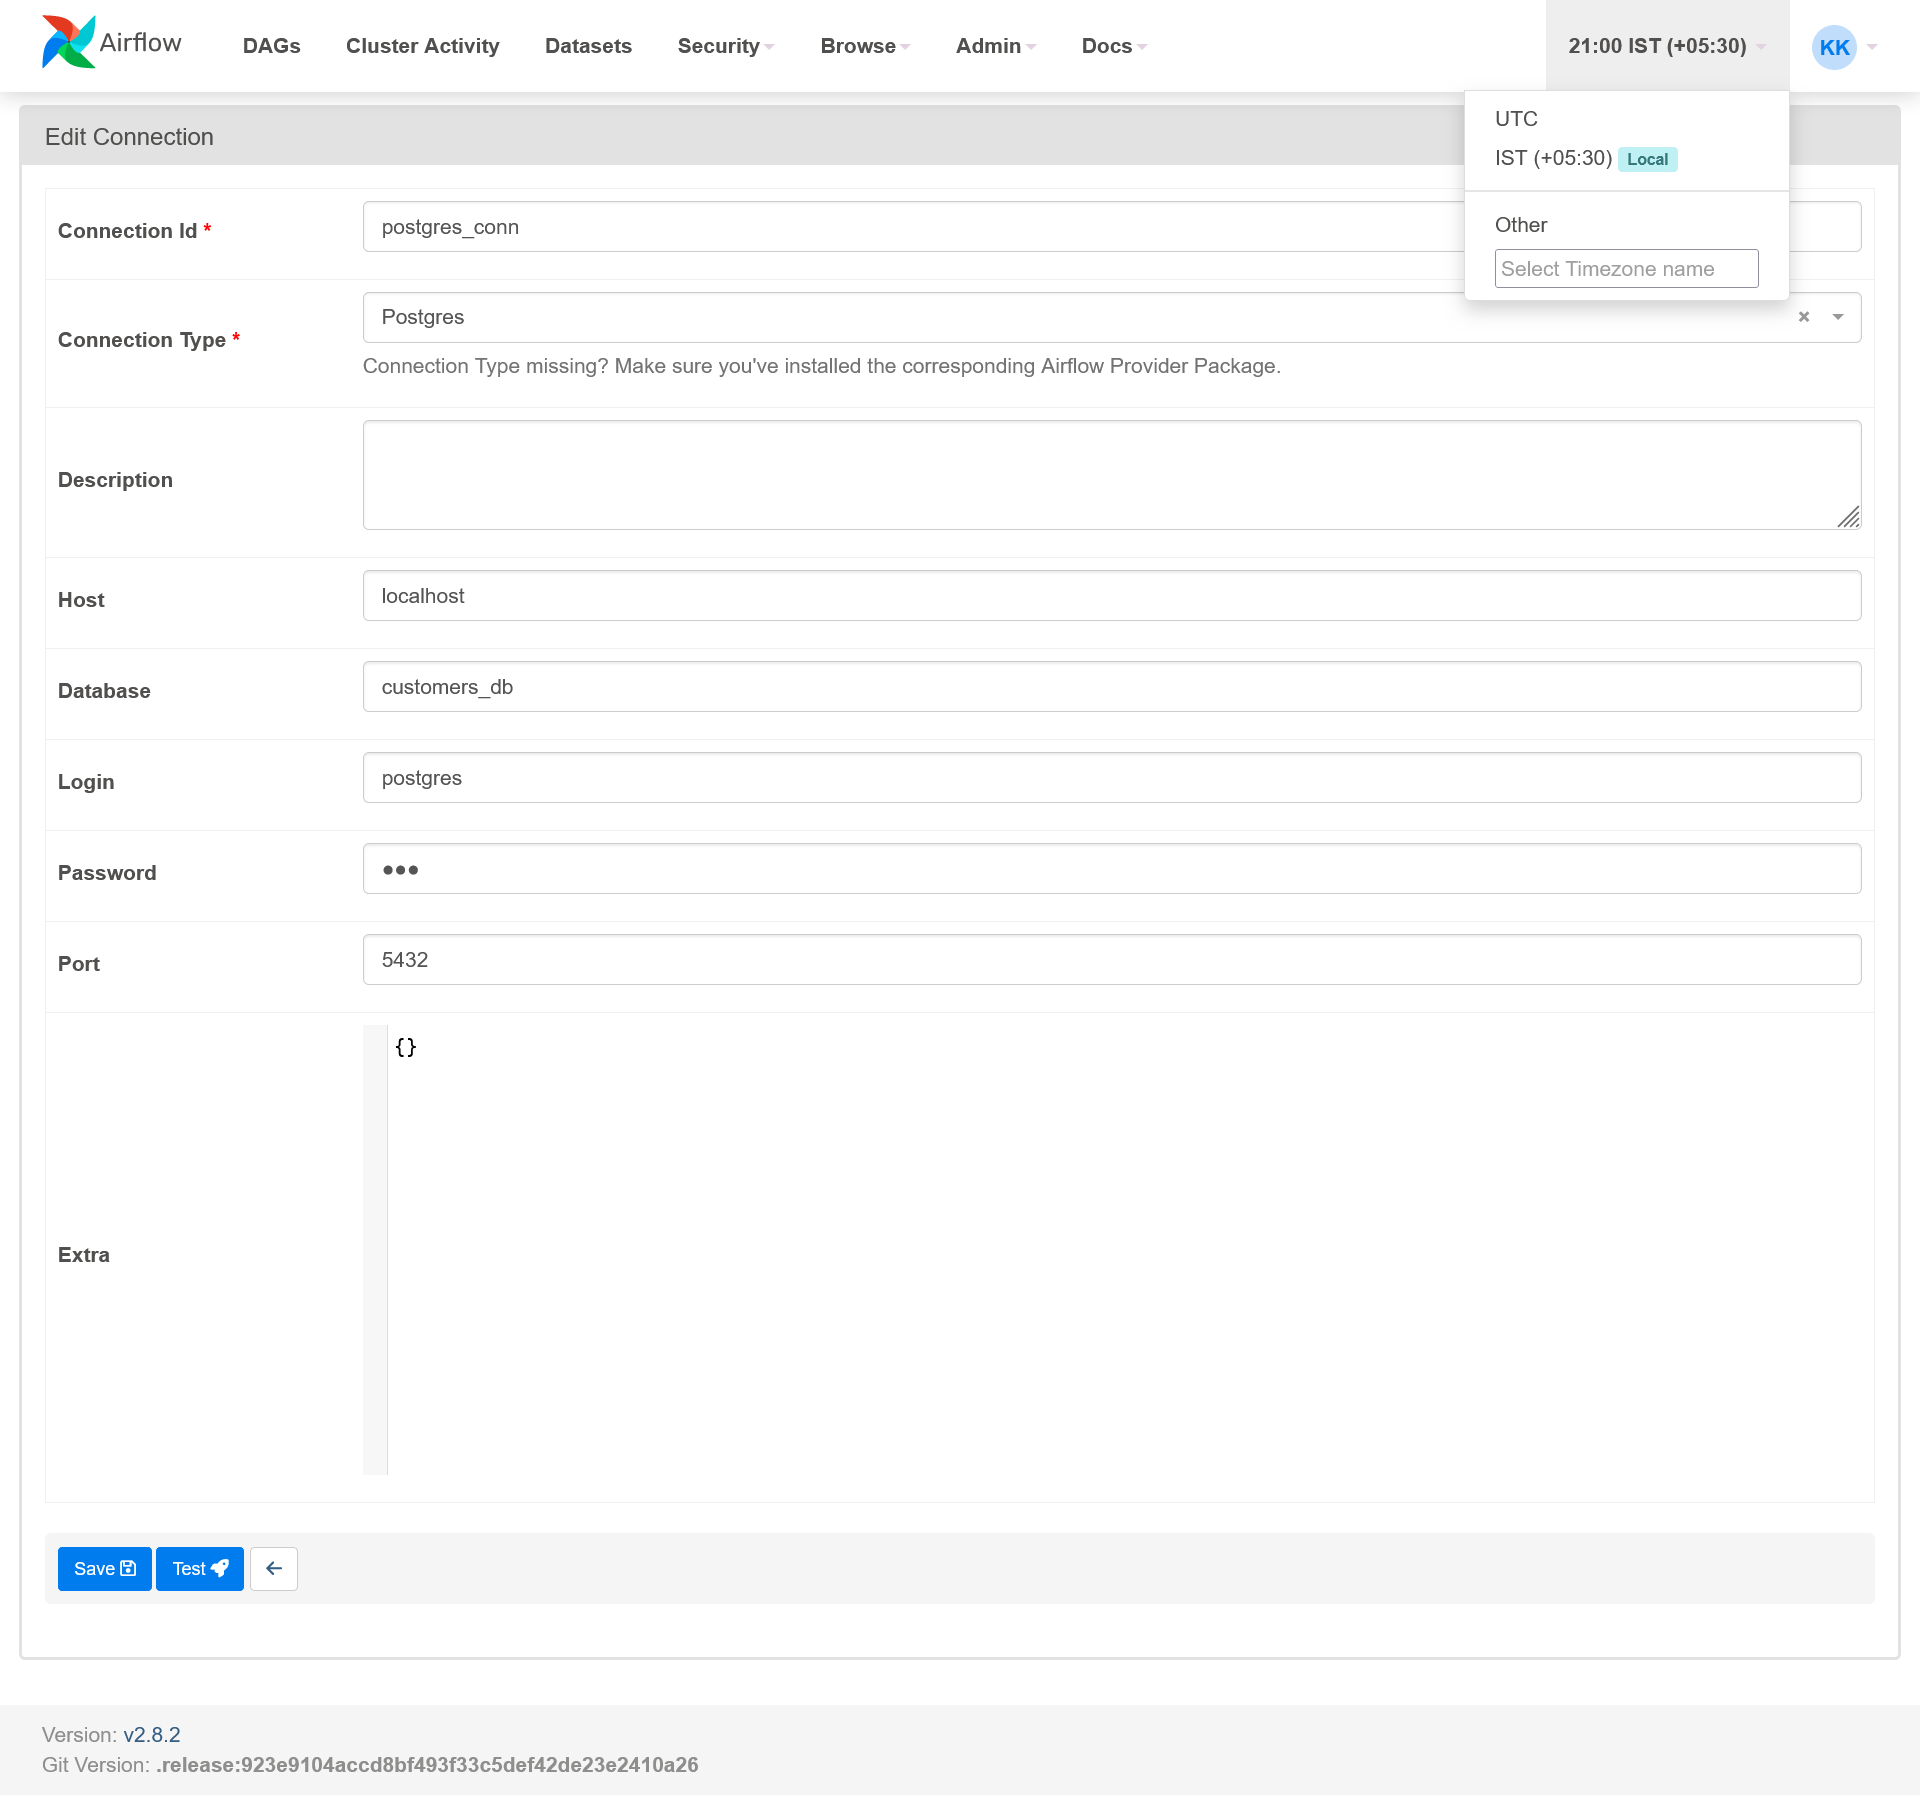 Airflow DAGs Cluster Activity Datasets Security Browse Admin Docs 21:00 IST (+05:30) KK
UTC
IST (+05:30) Local
Other
Select Timezone name
Edit Connection
Connection Id * postgres_conn
Connection Type * Postgres
Connection Type missing? Make sure you've installed the corresponding Airflow Provider Package.
Description
Host localhost
Database customers_db
Login postgres
Password •••
Port 5432
Extra {}
Save Test
Version: v2.8.2
Git Version: .release:923e9104accd8bf493f33c5def42de23e2410a26